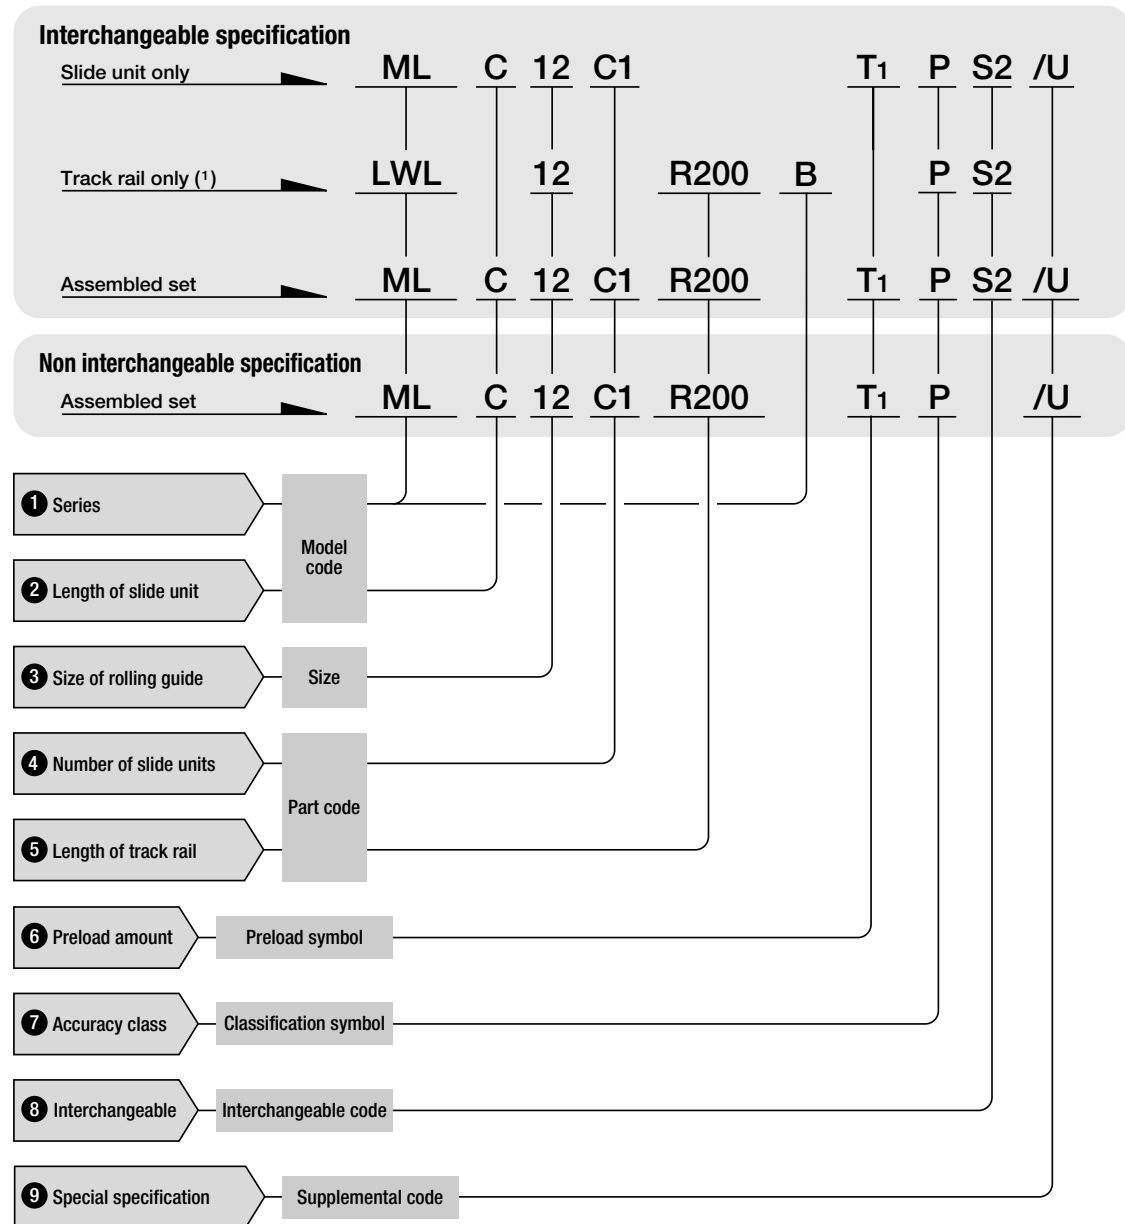 Interchangeable specification
Slide unit only ML C 12 C1 T1 P S2 /U
Track rail only (1) LWL 12 R200 B P S2
Assembled set ML C 12 C1 R200 T1 P S2 /U
Non interchangeable specification
Assembled set ML C 12 C1 R200 T1 P /U
1 Series
Model
code
2 Length of slide unit
3 Size of rolling guide Size
4 Number of slide units
Part code
5 Length of track rail
6 Preload amount Preload symbol
7 Accuracy class Classification symbol
8 Interchangeable Interchangeable code
9 Special specification Supplemental code